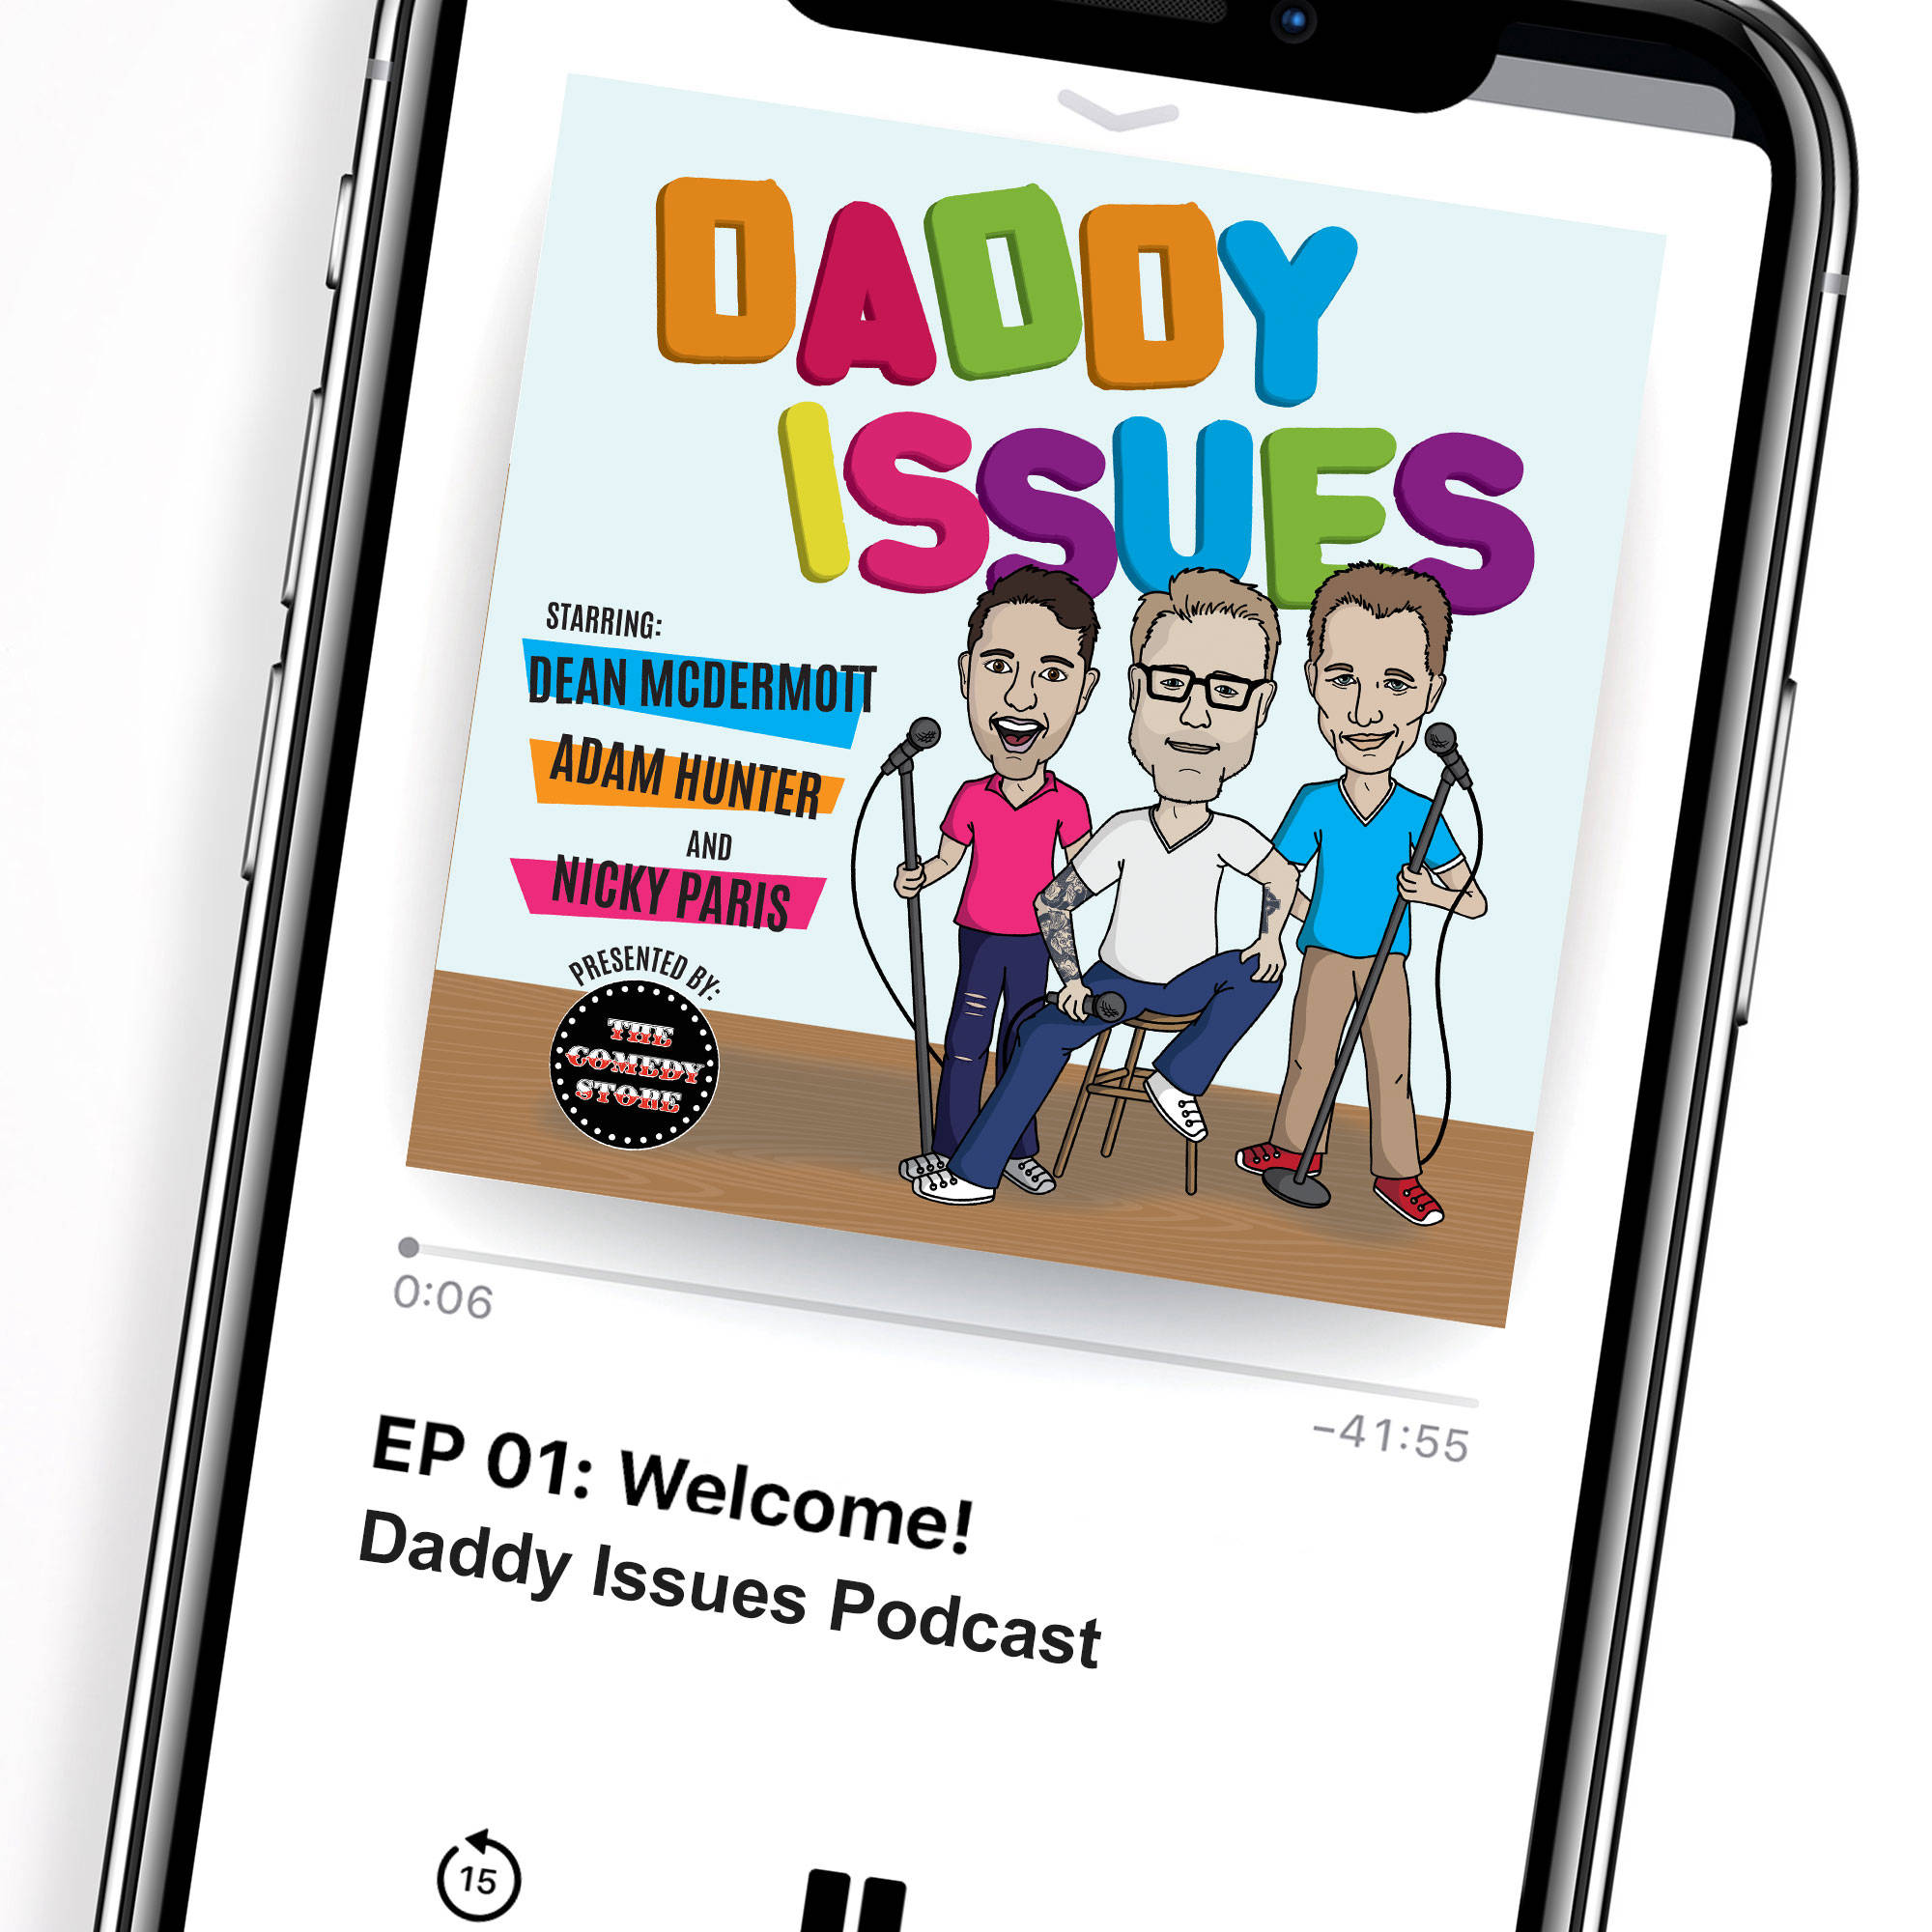 DADDY
ISSUES
STARRING:
DEAN MCDERMOTT
ADAM HUNTER
AND
NICKY PARIS
PRESENTED BY:
THE
COMEDY
STORE
0:06
-41:55
EP 01: Welcome!
Daddy Issues Podcast
15